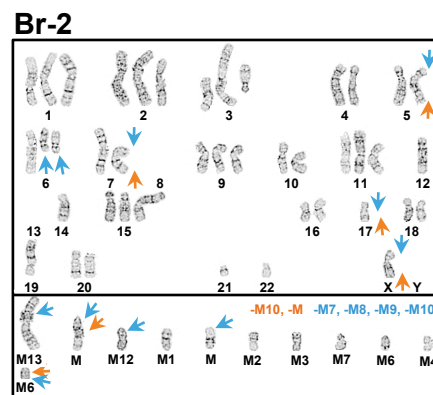 Br-2
1 2 3 4 5
6 7 8 9 10 11 12
13 14 15 16 17 18
19 20 21 22 X Y
-M10, -M -M7, -M8, -M9, -M10
M13 M M12 M1 M M2 M3 M7 M6 M4
M6